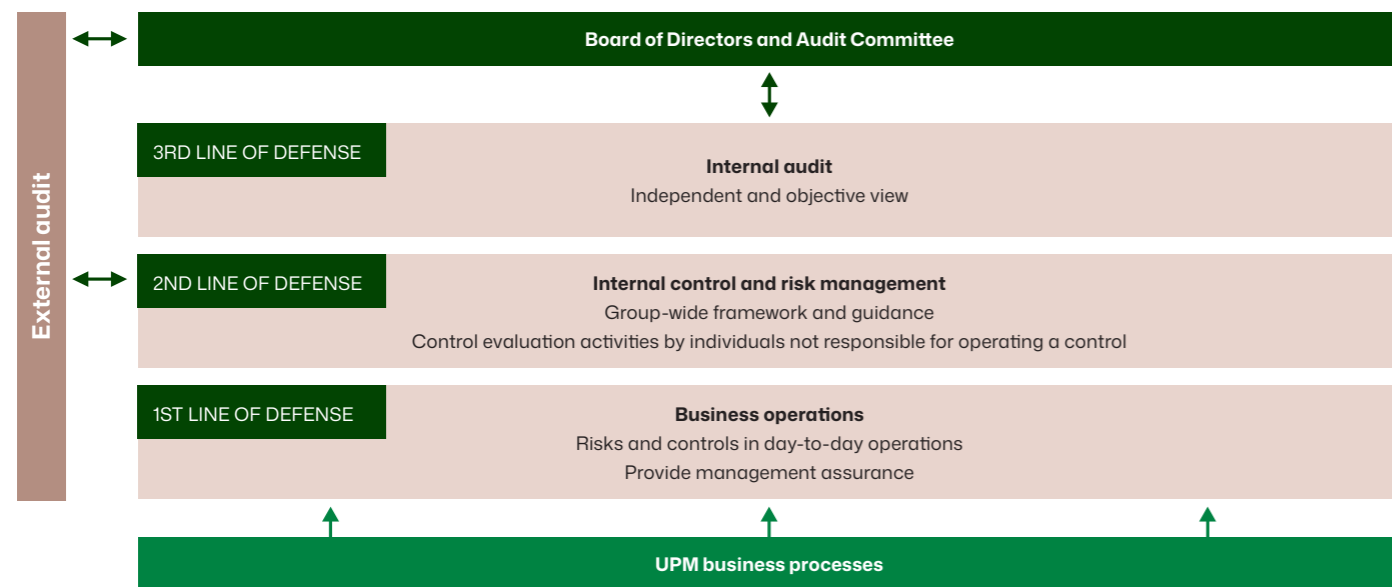 External audit
Board of Directors and Audit Committee
3RD LINE OF DEFENSE
Internal audit
Independent and objective view
2ND LINE OF DEFENSE
Internal control and risk management
Group-wide framework and guidance
Control evaluation activities by individuals not responsible for operating a control
1ST LINE OF DEFENSE
Business operations
Risks and controls in day-to-day operations
Provide management assurance
UPM business processes